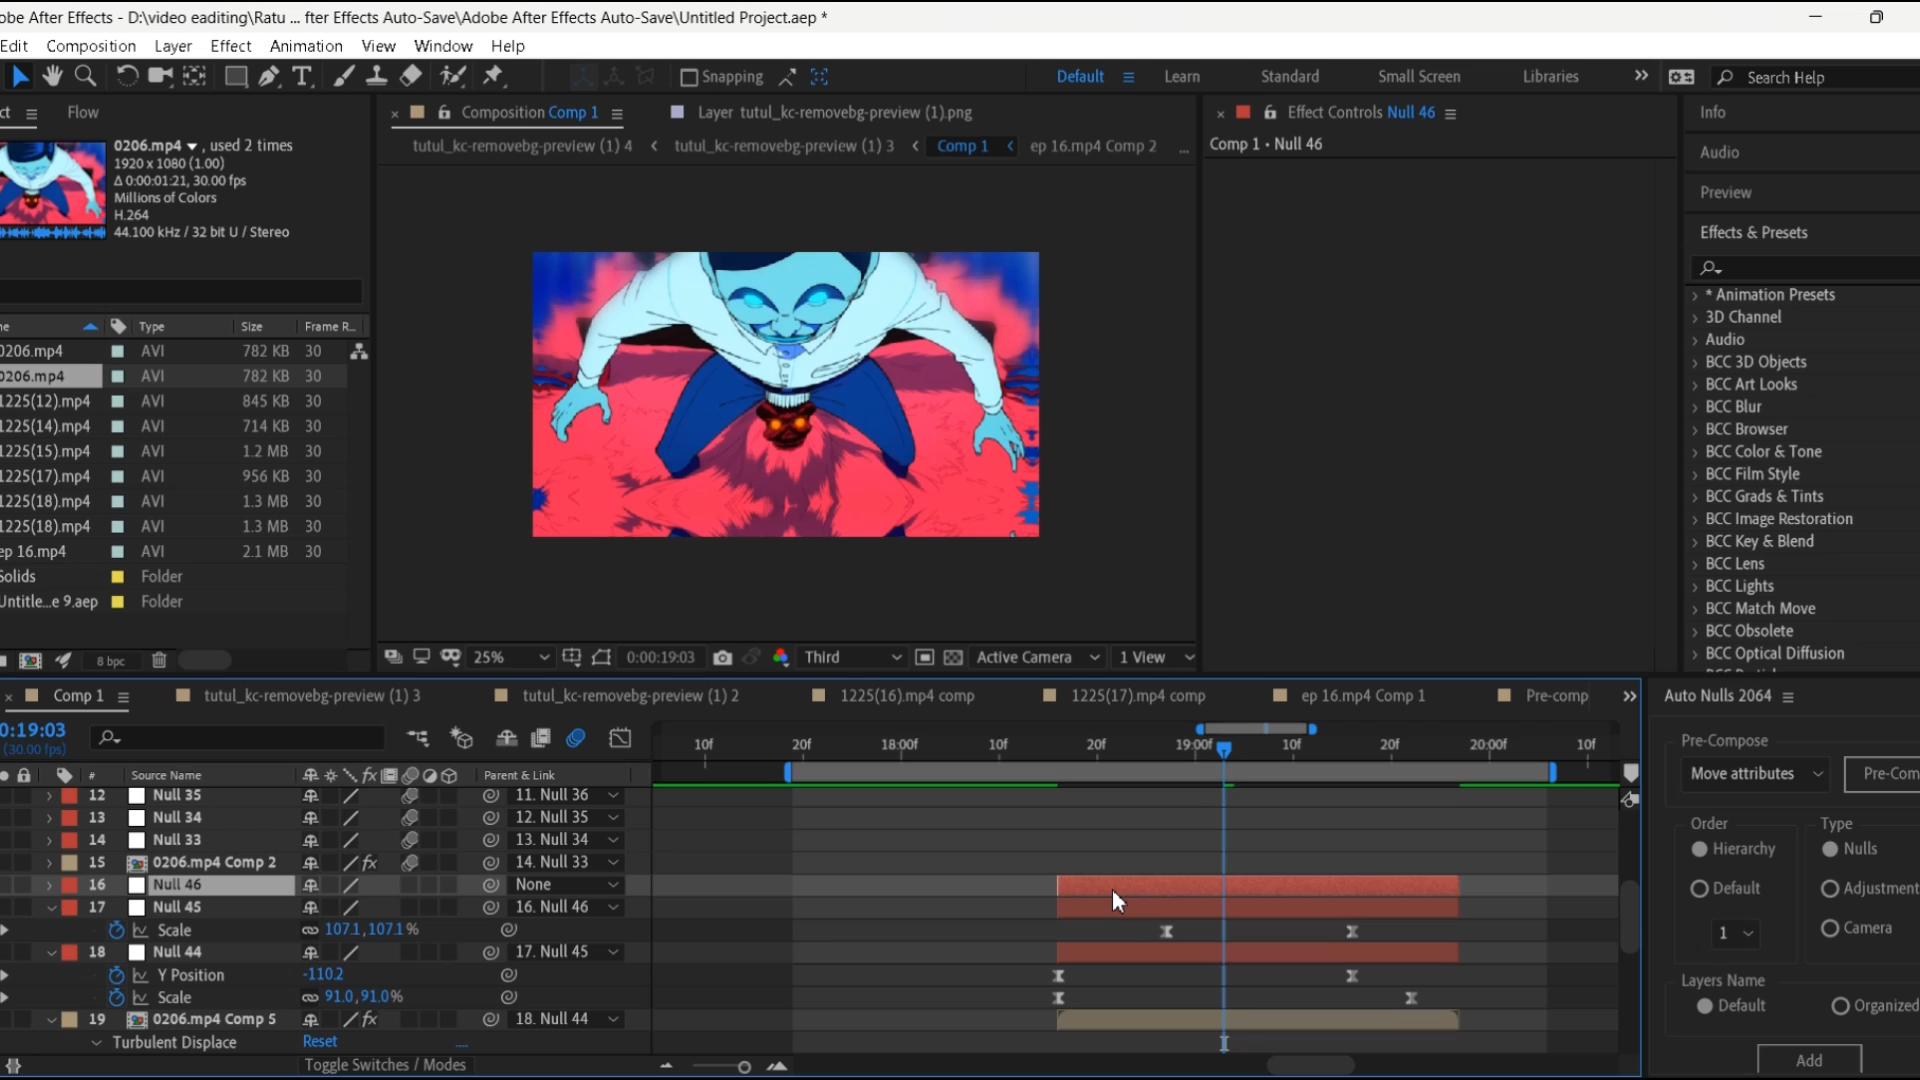 obe After Effects - D:\video eaditing\Ratu ... fter Effects Auto-Save\Adobe After Effects Auto-Save\Untitled Project.aep *
Edit Composition Layer Effect Animation View Window Help
Snapping Default Learn Standard Small Screen Libraries Search Help
ct Flow
Composition Comp 1
Layer tutul_kc-removebg-preview (1).png
Effect Controls Null 46
Info
0206.mp4 , used 2 times
1920 x 1080 (1.00)
Δ 0:00:01:21, 30.00 fps
Millions of Colors
H.264
44.100 kHz / 32 bit U / Stereo
tutul_kc-removebg-preview (1) 4 tutul_kc-removebg-preview (1) 3 Comp 1 ep 16.mp4 Comp 2 ...
Comp 1 • Null 46
Audio
Preview
Effects & Presets
* Animation Presets
3D Channel
Audio
BCC 3D Objects
BCC Art Looks
BCC Blur
BCC Browser
BCC Color & Tone
BCC Film Style
BCC Grads & Tints
BCC Image Restoration
BCC Key & Blend
BCC Lens
BCC Lights
BCC Match Move
BCC Obsolete
BCC Optical Diffusion
ne Type Size Frame R...
0206.mp4 AVI 782 KB 30
0206.mp4 AVI 782 KB 30
1225(12).mp4 AVI 845 KB 30
1225(14).mp4 AVI 714 KB 30
1225(15).mp4 AVI 1.2 MB 30
1225(17).mp4 AVI 956 KB 30
1225(18).mp4 AVI 1.3 MB 30
1225(18).mp4 AVI 1.3 MB 30
ep 16.mp4 AVI 2.1 MB 30
Solids Folder
Untitle...e 9.aep Folder
8 bpc
25% 0:00:19:03 Third Active Camera 1 View
Comp 1 tutul_kc-removebg-preview (1) 3 tutul_kc-removebg-preview (1) 2 1225(16).mp4 comp 1225(17).mp4 comp ep 16.mp4 Comp 1 Pre-comp
0:19:03
(30.00 fps)
10f 20f 18:00f 10f 20f 19:00f 10f 20f 20:00f 10f
# Source Name fx Parent & Link
12 Null 35 11. Null 36
13 Null 34 12. Null 35
14 Null 33 13. Null 34
15 0206.mp4 Comp 2 fx 14. Null 33
16 Null 46 None
17 Null 45 16. Null 46
Scale 107.1,107.1%
18 Null 44 17. Null 45
Y Position -110.2
Scale 91.0,91.0%
19 0206.mp4 Comp 5 fx 18. Null 44
Turbulent Displace Reset ...
Toggle Switches / Modes
Auto Nulls 2064
Pre-Compose
Move attributes Pre-Com
Order Type
Hierarchy Nulls
Default Adjustment
1 Camera
Layers Name
Default Organized
Add